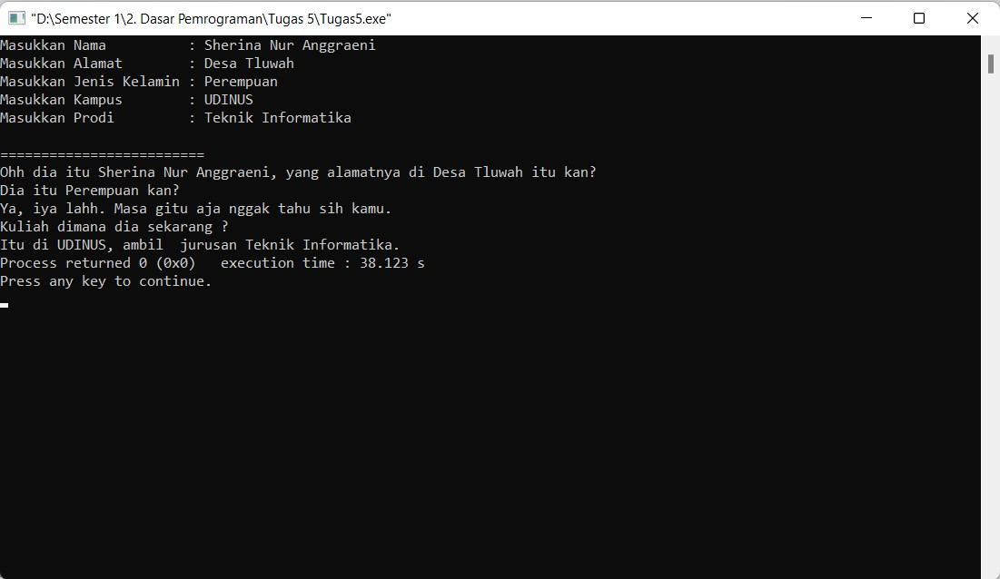 "D:\Semester 1\2. Dasar Pemrograman\Tugas 5\Tugas5.exe"
Masukkan Nama          : Sherina Nur Anggraeni
Masukkan Alamat        : Desa Tluwah
Masukkan Jenis Kelamin : Perempuan
Masukkan Kampus        : UDINUS
Masukkan Prodi         : Teknik Informatika
=========================
Ohh dia itu Sherina Nur Anggraeni, yang alamatnya di Desa Tluwah itu kan?
Dia itu Perempuan kan?
Ya, iya lahh. Masa gitu aja nggak tahu sih kamu.
Kuliah dimana dia sekarang ?
Itu di UDINUS, ambil  jurusan Teknik Informatika.
Process returned 0 (0x0)   execution time : 38.123 s
Press any key to continue.